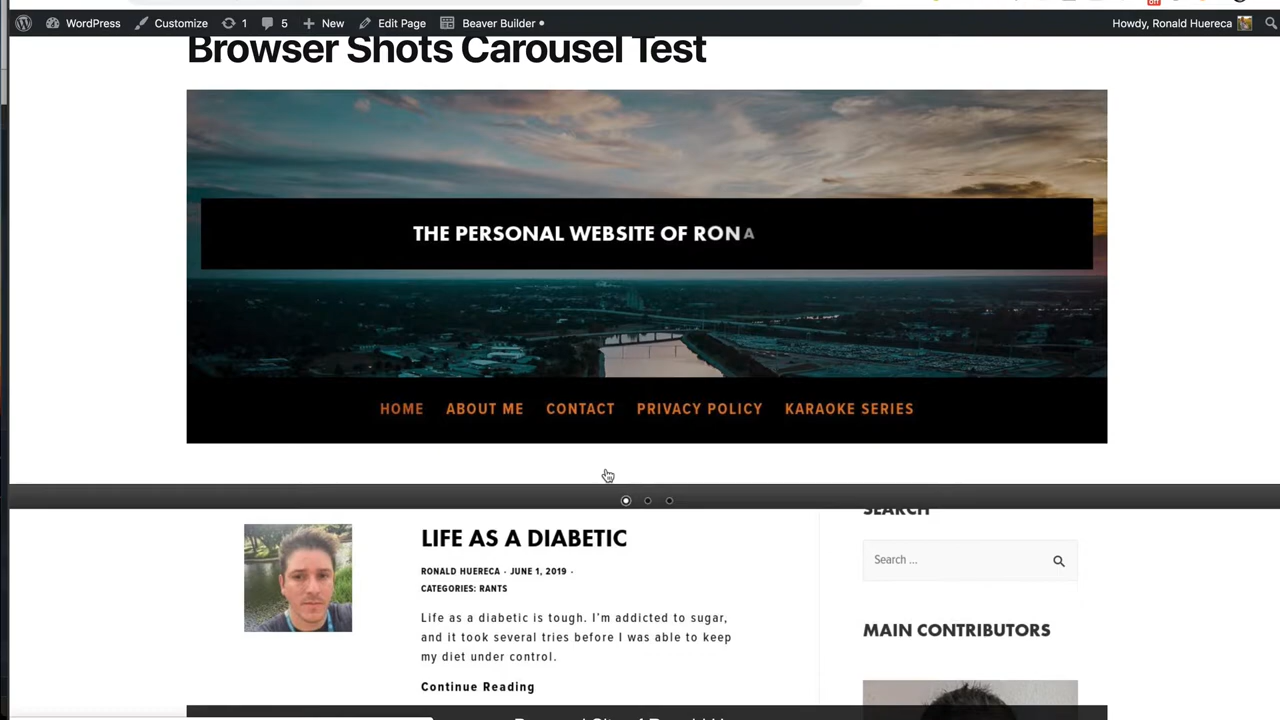 WordPress Customize 1 5 New Edit Page Beaver Builder Howdy, Ronald Huereca
off
Browser Shots Carousel Test
THE PERSONAL WEBSITE OF RONA
HOME ABOUT ME CONTACT PRIVACY POLICY KARAOKE SERIES
SEARCH
LIFE AS A DIABETIC
Search ...
RONALD HUERECA · JUNE 1, 2019 ·
CATEGORIES: RANTS
Life as a diabetic is tough. I'm addicted to sugar,
and it took several tries before I was able to keep
my diet under control.
MAIN CONTRIBUTORS
Continue Reading